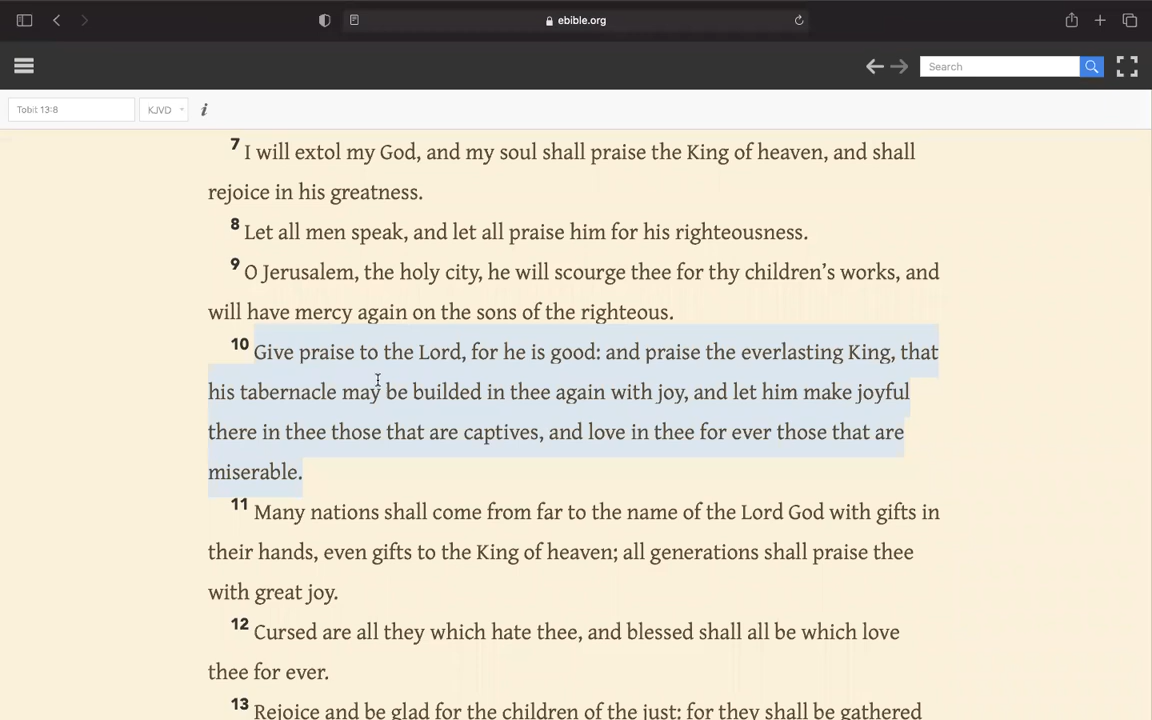 ebible.org
Search
Tobit 13:8
KJVD
i
7 I will extol my God, and my soul shall praise the King of heaven, and shall
rejoice in his greatness.
8 Let all men speak, and let all praise him for his righteousness.
9 O Jerusalem, the holy city, he will scourge thee for thy children’s works, and
will have mercy again on the sons of the righteous.
10 Give praise to the Lord, for he is good: and praise the everlasting King, that
his tabernacle may be builded in thee again with joy, and let him make joyful
there in thee those that are captives, and love in thee for ever those that are
miserable.
11 Many nations shall come from far to the name of the Lord God with gifts in
their hands, even gifts to the King of heaven; all generations shall praise thee
with great joy.
12 Cursed are all they which hate thee, and blessed shall all be which love
thee for ever.
13 Rejoice and be glad for the children of the just: for they shall be gathered